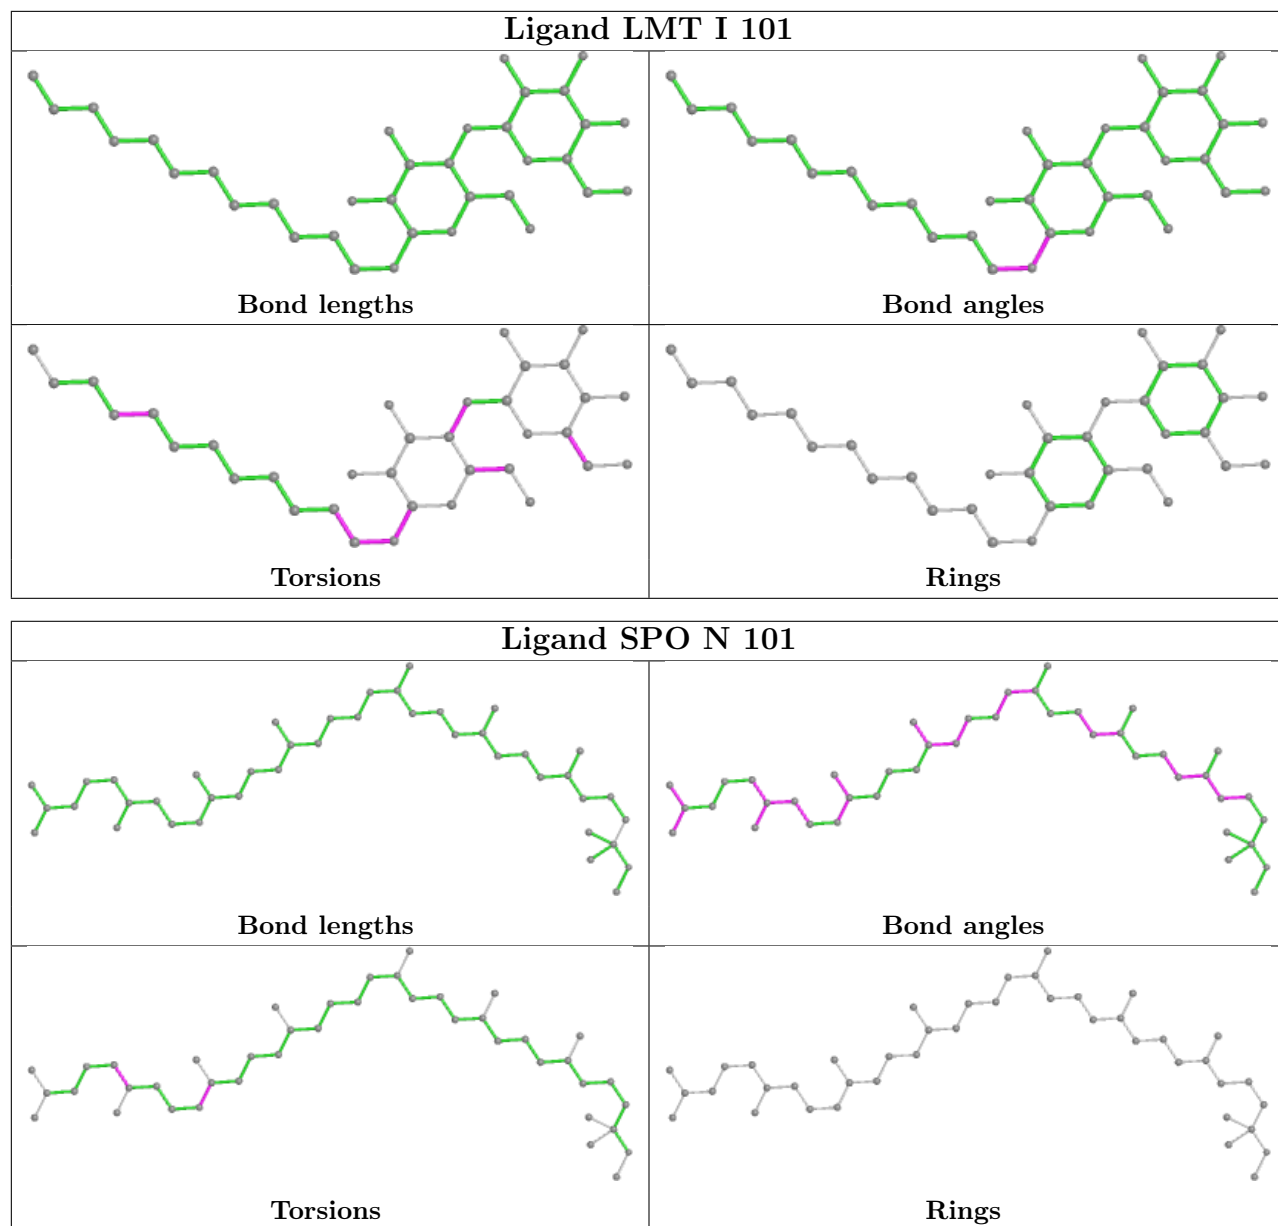 Ligand LMT I 101
Bond lengths
Bond angles
Torsions
Rings
Ligand SPO N 101
Bond lengths
Bond angles
Torsions
Rings